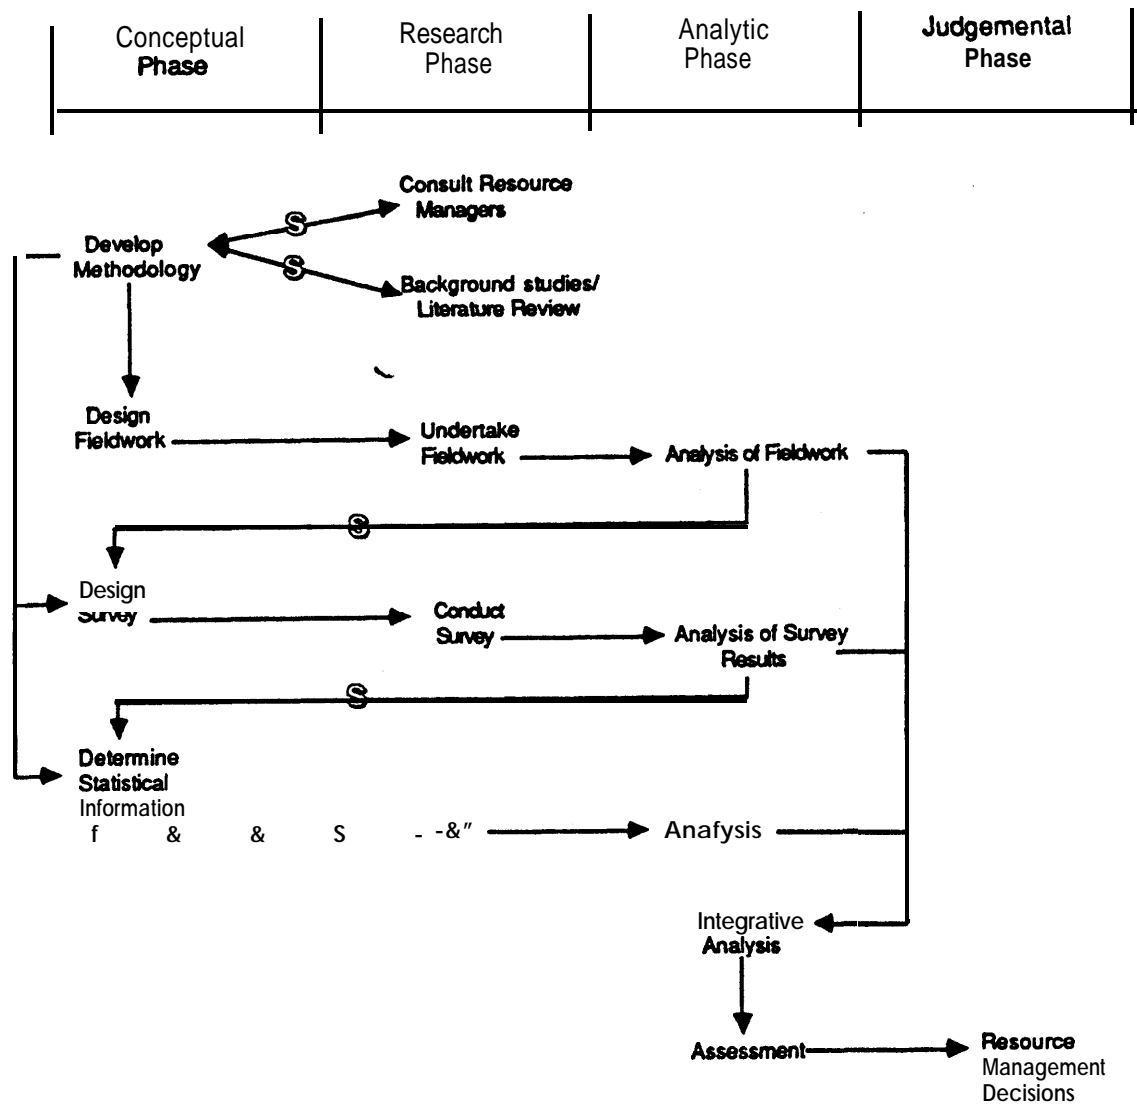 Conceptual
Phase
Research
Phase
Analytic
Phase
Judgemental
Phase
Consult Resource
Managers
S
Develop
Methodology
S
Background studies/
Literature Review
Design
Fieldwork
Undertake
Fieldwork
Analysis of Fieldwork
S
Design
Survey
Conduct
Survey
Analysis of Survey
Results
S
Determine
Statistical
Information
f & & S - -&"
Anafysis
Integrative
Analysis
Assessment
Resource
Management
Decisions